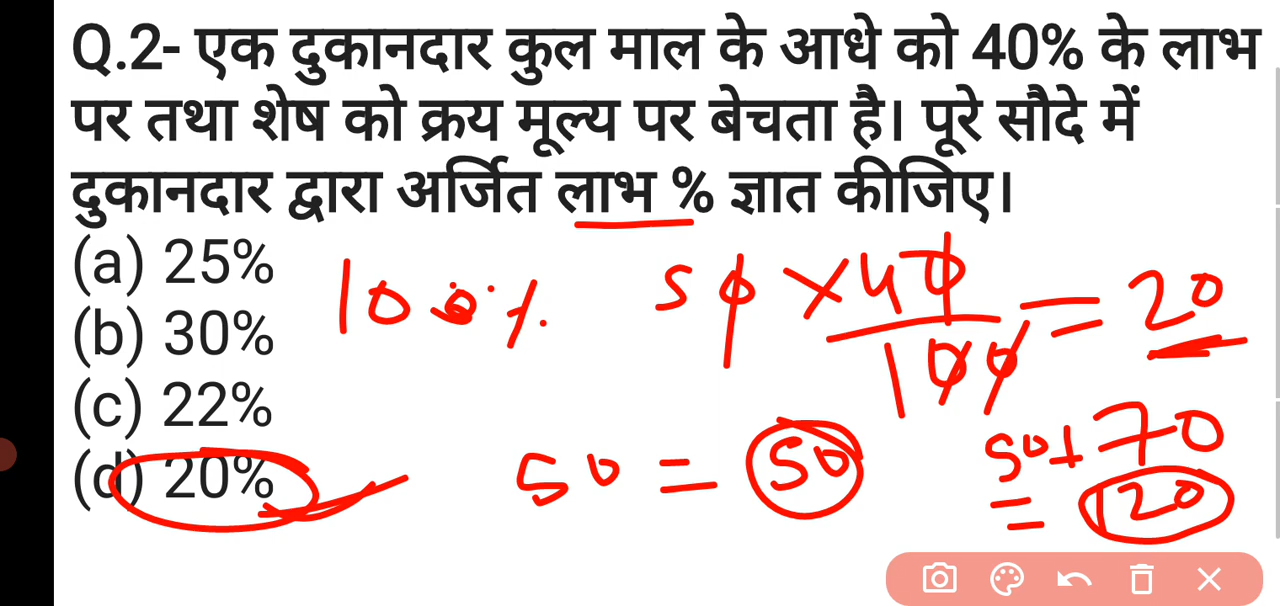 Q.2- एक दुकानदार कुल माल के आधे को 40% के लाभ
पर तथा शेष को क्रय मूल्य पर बेचता है। पूरे सौदे में
दुकानदार द्वारा अर्जित लाभ % ज्ञात कीजिए।
(a) 25%
(b) 30%
(c) 22%
(d) 20%
100% 50 × 40 / 100 = 20
50 = 50
50 + 70
= 120